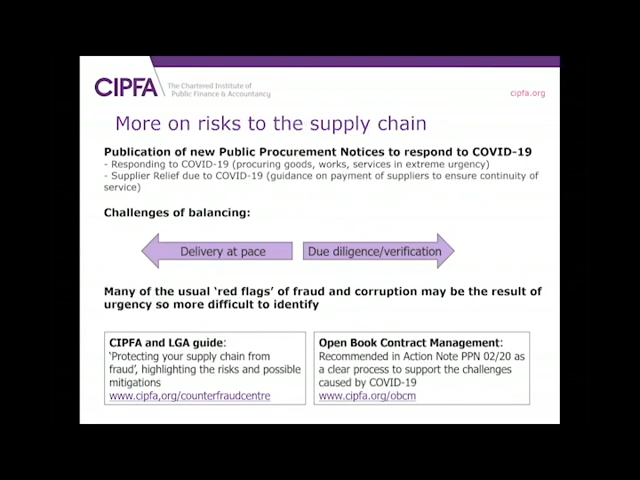 CIPFA
The Chartered Institute of
Public Finance & Accountancy
cipfa.org
More on risks to the supply chain
Publication of new Public Procurement Notices to respond to COVID-19
- Responding to COVID-19 (procuring goods, works, services in extreme urgency)
- Supplier Relief due to COVID-19 (guidance on payment of suppliers to ensure continuity of
service)
Challenges of balancing:
Delivery at pace
Due diligence/verification
Many of the usual ‘red flags’ of fraud and corruption may be the result of
urgency so more difficult to identify
CIPFA and LGA guide:
‘Protecting your supply chain from
fraud’, highlighting the risks and possible
mitigations
www.cipfa,org/counterfraudcentre
Open Book Contract Management:
Recommended in Action Note PPN 02/20 as
a clear process to support the challenges
caused by COVID-19
www.cipfa.org/obcm